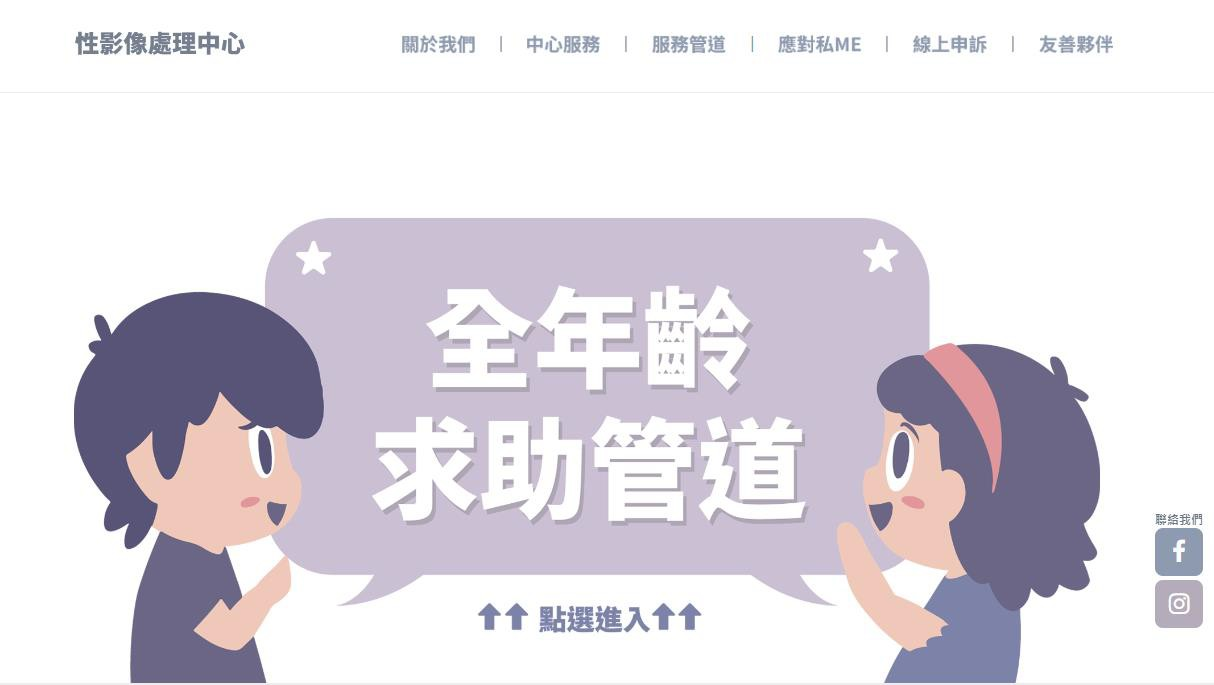 性影像處理中心
關於我們 | 中心服務 | 服務管道 | 應對私ME | 線上申訴 | 友善夥伴
全年齡
求助管道
點選進入
聯絡我們